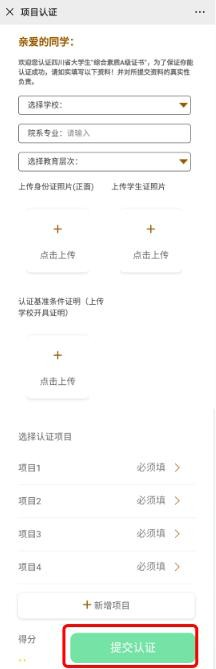 项目认证
亲爱的同学：
欢迎您认证四川省大学生“综合素质A级证书”，为了保证你能
认证成功，请如实填写以下资料！并对所提交资料的真实性
负责。
选择学校：
院系专业：请输入
选择教育层次：
上传身份证照片(正面) 上传学生证照片
点击上传 点击上传
认证基准条件证明（上传
学校开具证明）
点击上传
选择认证项目
项目1 必须填
项目2 必须填
项目3 必须填
项目4 必须填
+新增项目
得分
提交认证